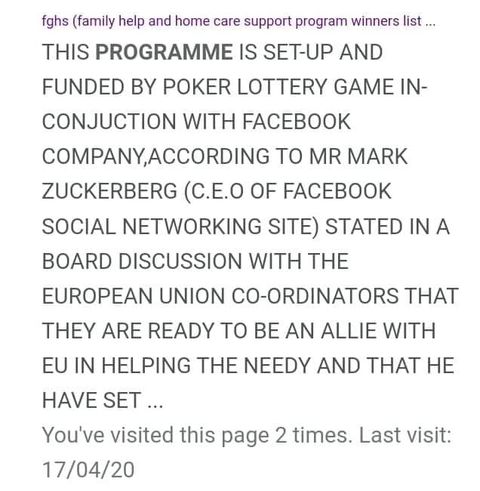 fghs (family help and home care support program winners list ...
THIS PROGRAMME IS SET-UP AND
FUNDED BY POKER LOTTERY GAME IN-
CONJUCTION WITH FACEBOOK
COMPANY,ACCORDING TO MR MARK
ZUCKERBERG (C.E.O OF FACEBOOK
SOCIAL NETWORKING SITE) STATED IN A
BOARD DISCUSSION WITH THE
EUROPEAN UNION CO-ORDINATORS THAT
THEY ARE READY TO BE AN ALLIE WITH
EU IN HELPING THE NEEDY AND THAT HE
HAVE SET ...
You've visited this page 2 times. Last visit:
17/04/20